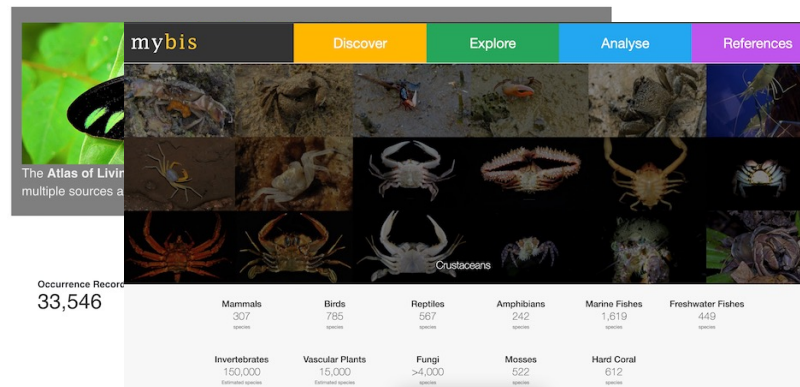 mybis
Discover
Explore
Analyse
References
The Atlas of Livin
multiple sources a
Crustaceans
Occurrence Record
33,546
Mammals
307
species
Birds
785
species
Reptiles
567
species
Amphibians
242
species
Marine Fishes
1,619
species
Freshwater Fishes
449
species
Invertebrates
150,000
Estimated species
Vascular Plants
15,000
Estimated species
Fungi
>4,000
species
Mosses
522
species
Hard Coral
612
species